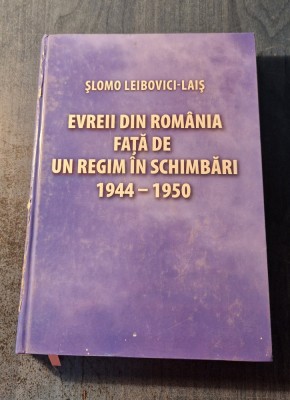 ŞLOMO LEIBOVICI-LAIŞ
EVREII DIN ROMÂNIA
FAŢĂ DE
UN REGIM ÎN SCHIMBĂRI
1944 – 1950